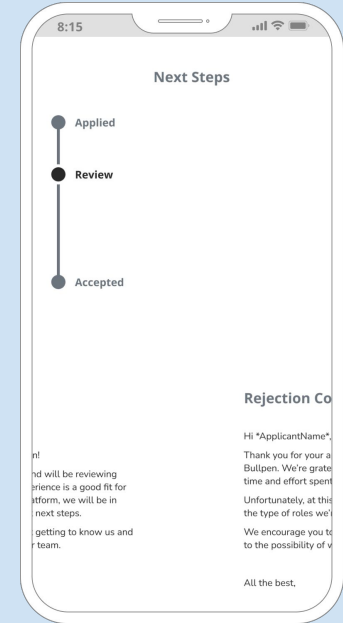 8:15
Next Steps
Applied
Review
Accepted
n!
nd will be reviewing
erience is a good fit for
atform, we will be in
next steps.
getting to know us and
r team.
Rejection Co
Hi *ApplicantName*,
Thank you for your a
Bullpen. We're grate
time and effort spent
Unfortunately, at this
the type of roles we'
We encourage you to
to the possibility of v
All the best,